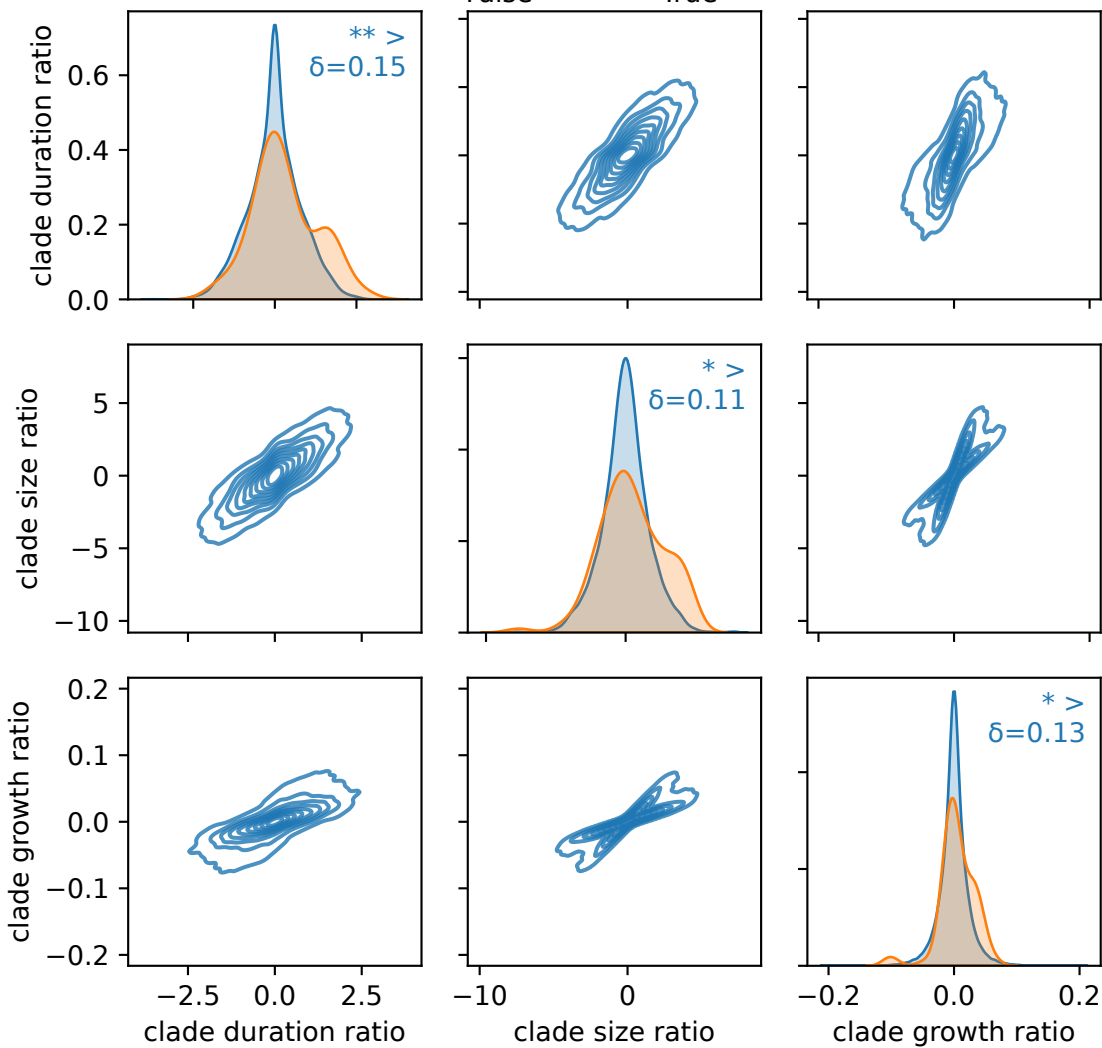 clade duration ratio
0.6
0.4
0.2
0.0
** >
δ=0.15
clade size ratio
5
0
−5
−10
* >
δ=0.11
clade growth ratio
0.2
0.1
0.0
−0.1
−0.2
* >
δ=0.13
−2.5 0.0 2.5
−10 0
−0.2 0.0 0.2
clade duration ratio
clade size ratio
clade growth ratio